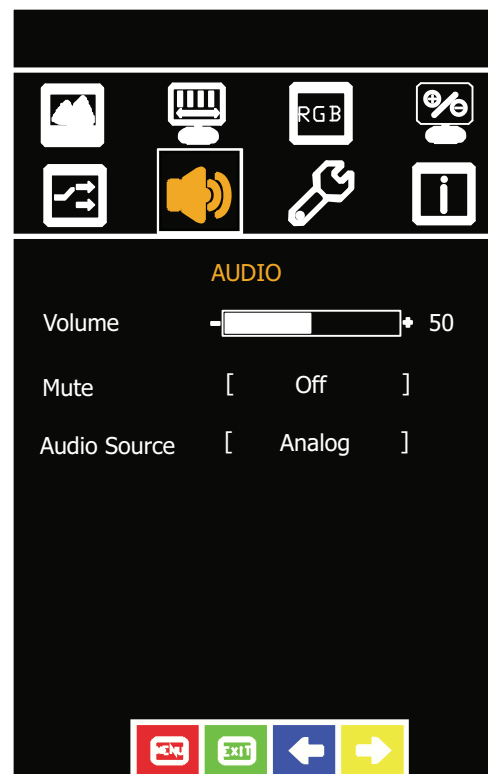 RGB
i
AUDIO
Volume - + 50
Mute [ Off ]
Audio Source [ Analog ]
MENU EXIT